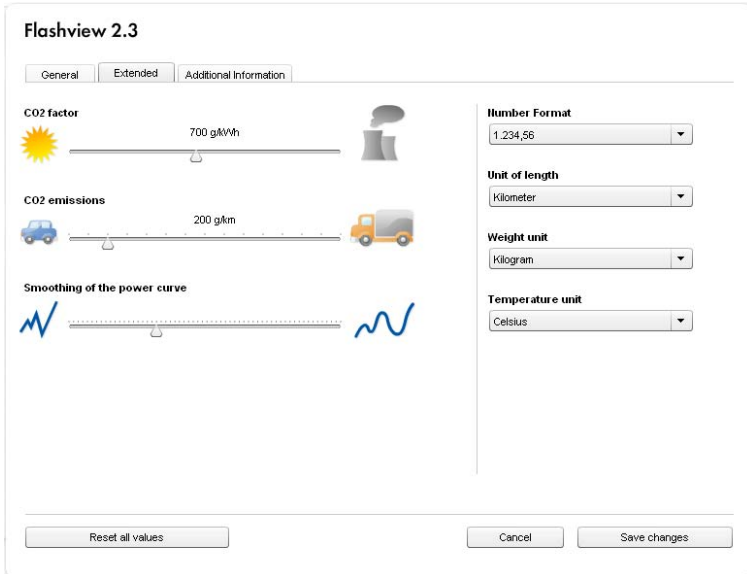 Flashview 2.3
General
Extended
Additional Information
CO2 factor
700 g/kWh
CO2 emissions
200 g/km
Smoothing of the power curve
Number Format
1.234,56
Unit of length
Kilometer
Weight unit
Kilogram
Temperature unit
Celsius
Reset all values
Cancel
Save changes